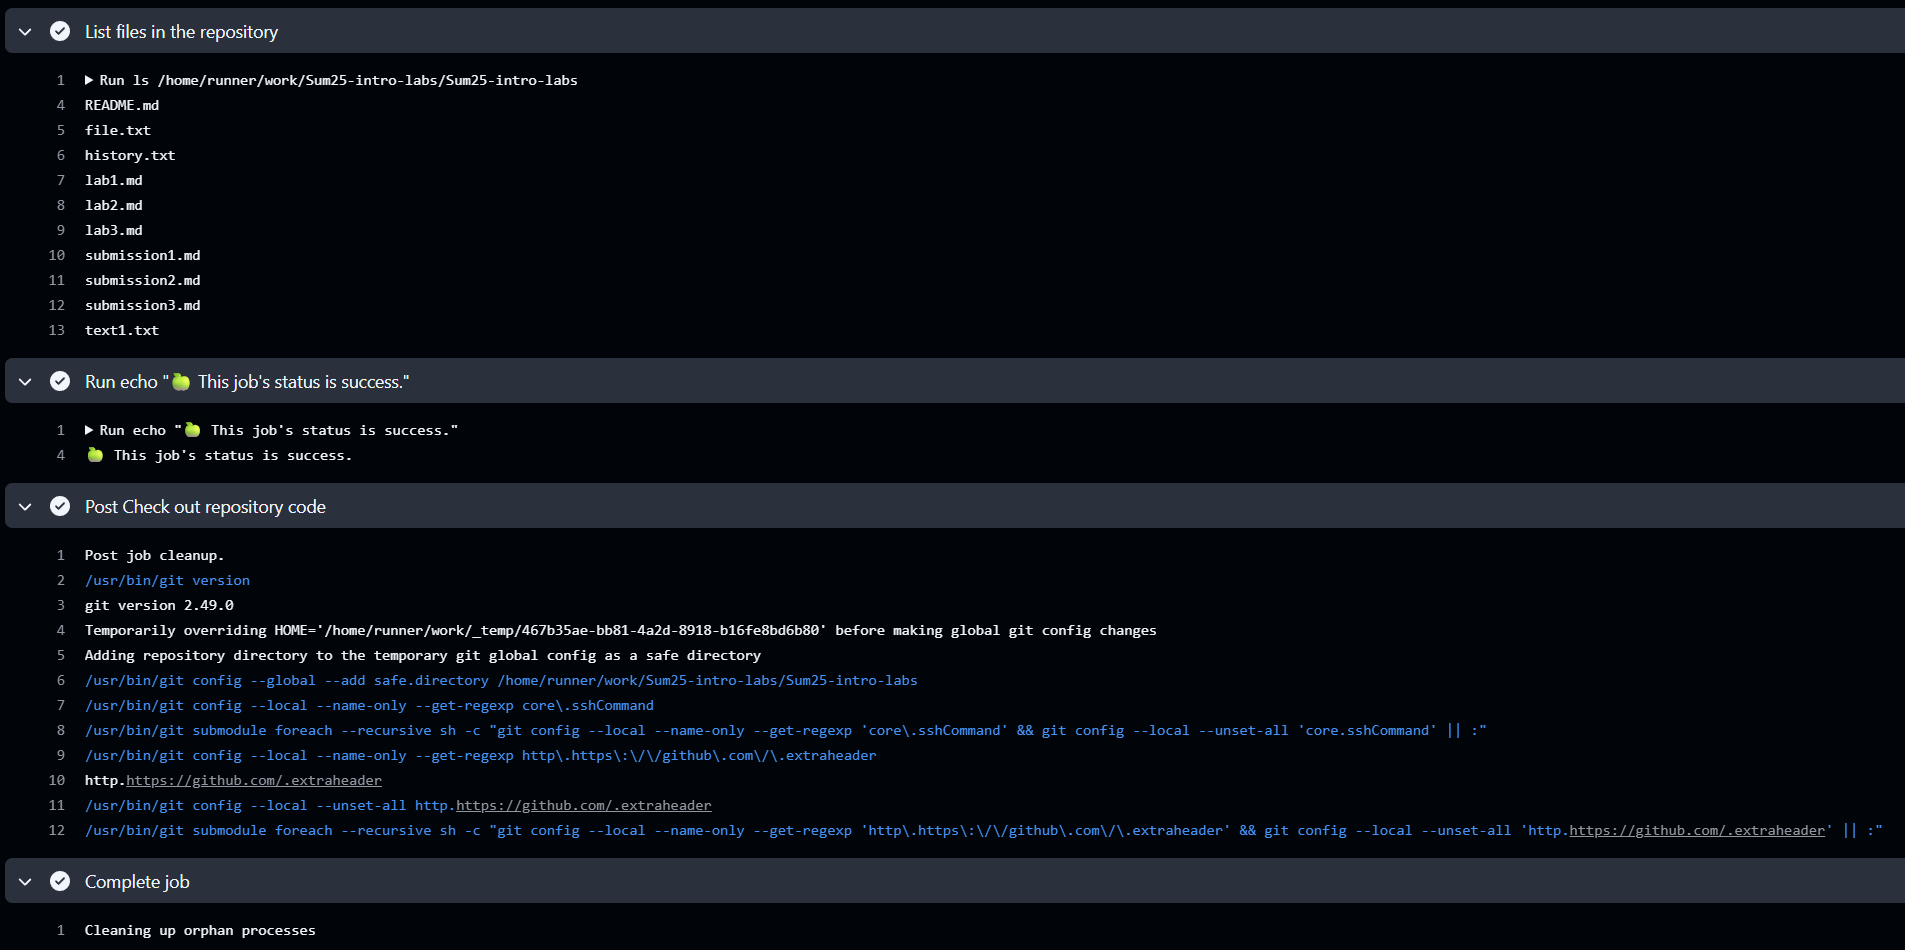 List files in the repository
1 ▶ Run ls /home/runner/work/Sum25-intro-labs/Sum25-intro-labs
4 README.md
5 file.txt
6 history.txt
7 lab1.md
8 lab2.md
9 lab3.md
10 submission1.md
11 submission2.md
12 submission3.md
13 text1.txt
Run echo "🍏 This job's status is success."
1 ▶ Run echo "🍏 This job's status is success."
4 🍏 This job's status is success.
Post Check out repository code
1 Post job cleanup.
2 /usr/bin/git version
3 git version 2.49.0
4 Temporarily overriding HOME='/home/runner/work/_temp/467b35ae-bb81-4a2d-8918-b16fe8bd6b80' before making global git config changes
5 Adding repository directory to the temporary git global config as a safe directory
6 /usr/bin/git config --global --add safe.directory /home/runner/work/Sum25-intro-labs/Sum25-intro-labs
7 /usr/bin/git config --local --name-only --get-regexp core\.sshCommand
8 /usr/bin/git submodule foreach --recursive sh -c "git config --local --name-only --get-regexp 'core\.sshCommand' && git config --local --unset-all 'core.sshCommand' || :"
9 /usr/bin/git config --local --name-only --get-regexp http\.https\:\/\/github\.com\/\.extraheader
10 http.https://github.com/.extraheader
11 /usr/bin/git config --local --unset-all http.https://github.com/.extraheader
12 /usr/bin/git submodule foreach --recursive sh -c "git config --local --name-only --get-regexp 'http\.https\:\/\/github\.com\/\.extraheader' && git config --local --unset-all 'http.https://github.com/.extraheader' || :"
Complete job
1 Cleaning up orphan processes